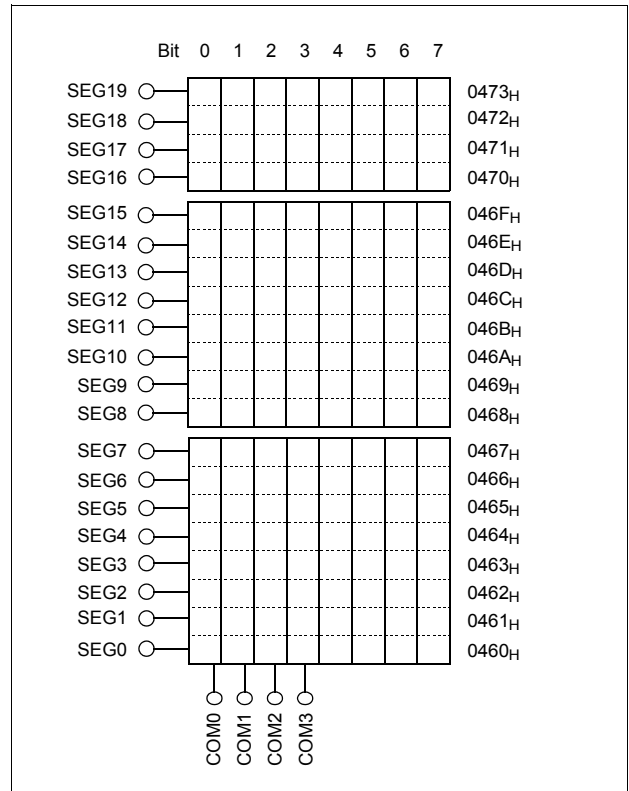 Bit 0 1 2 3 4 5 6 7
SEG19 0473H
SEG18 0472H
SEG17 0471H
SEG16 0470H
SEG15 046FH
SEG14 046EH
SEG13 046DH
SEG12 046CH
SEG11 046BH
SEG10 046AH
SEG9 0469H
SEG8 0468H
SEG7 0467H
SEG6 0466H
SEG5 0465H
SEG4 0464H
SEG3 0463H
SEG2 0462H
SEG1 0461H
SEG0 0460H
COM0 COM1 COM2 COM3